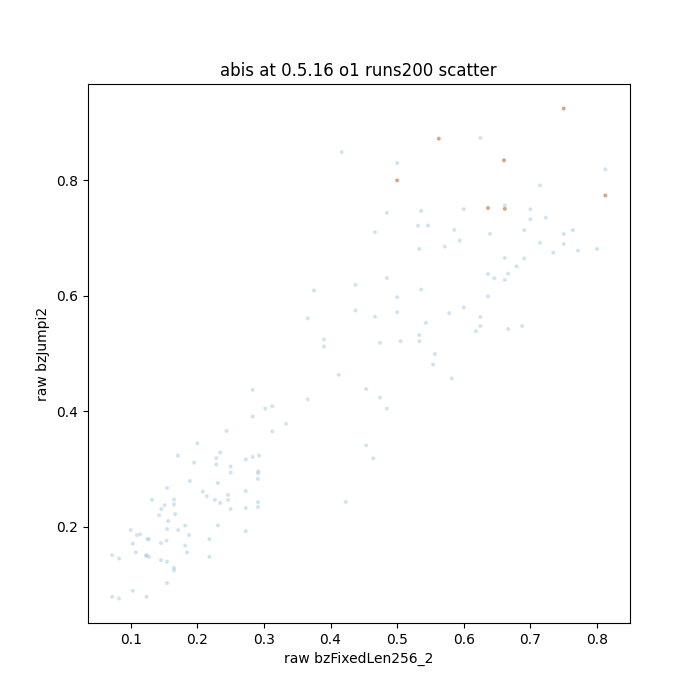 abis at 0.5.16 o1 runs200 scatter
0.8
0.6
0.4
0.2
raw bzJumpi2
0.1 0.2 0.3 0.4 0.5 0.6 0.7 0.8
raw bzFixedLen256_2